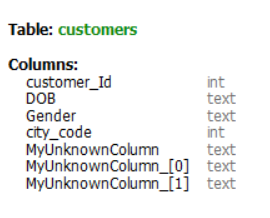 Table: customers
Columns:
customer_Id int
DOB text
Gender text
city_code int
MyUnknownColumn text
MyUnknownColumn_[0] text
MyUnknownColumn_[1] text